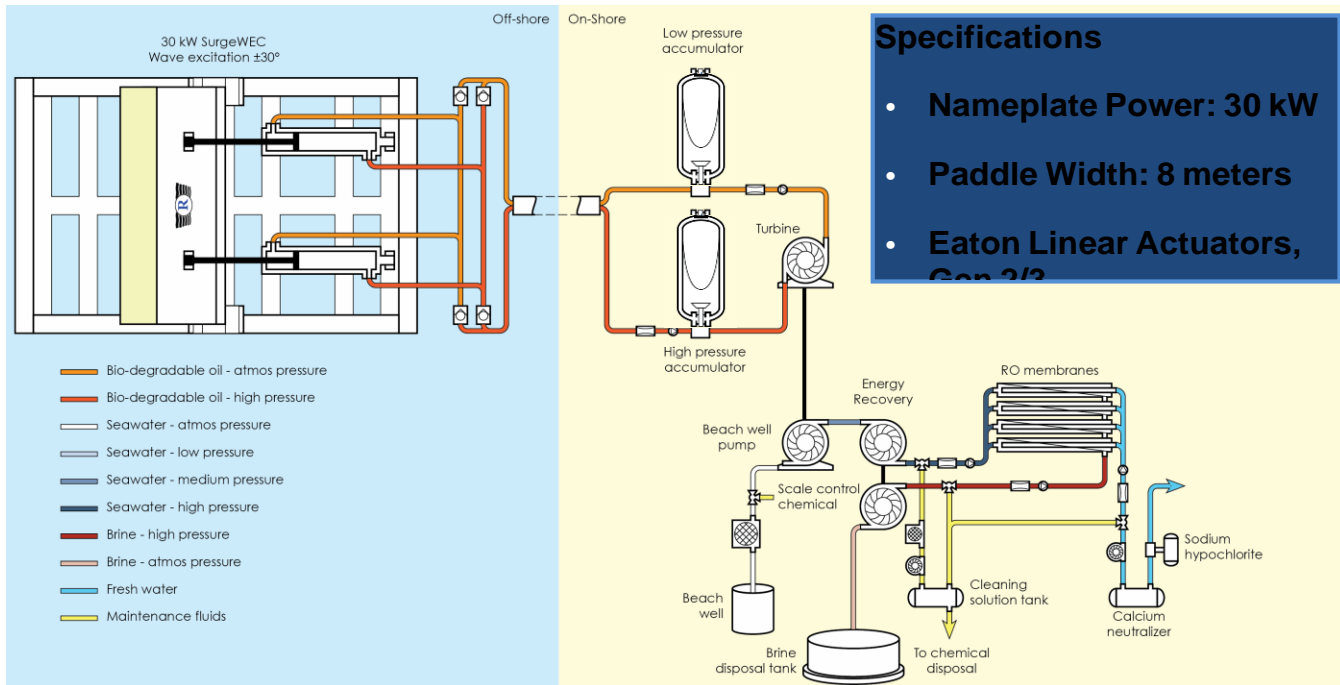 Off-shore
On-Shore
30 kW SurgeWEC
Wave excitation ±30º
Low pressure
accumulator
Specifications
• Nameplate Power: 30 kW
• Paddle Width: 8 meters
• Eaton Linear Actuators,
Gen 2/3
R
Turbine
High pressure
accumulator
Bio-degradable oil - atmos pressure
Bio-degradable oil - high pressure
Seawater - atmos pressure
Seawater - low pressure
Seawater - medium pressure
Seawater - high pressure
Brine - high pressure
Brine - atmos pressure
Fresh water
Maintenance fluids
Energy
Recovery
RO membranes
Beach well
pump
Scale control
chemical
Sodium
hypochlorite
Beach
well
Cleaning
solution tank
Calcium
neutralizer
Brine
disposal tank
To chemical
disposal